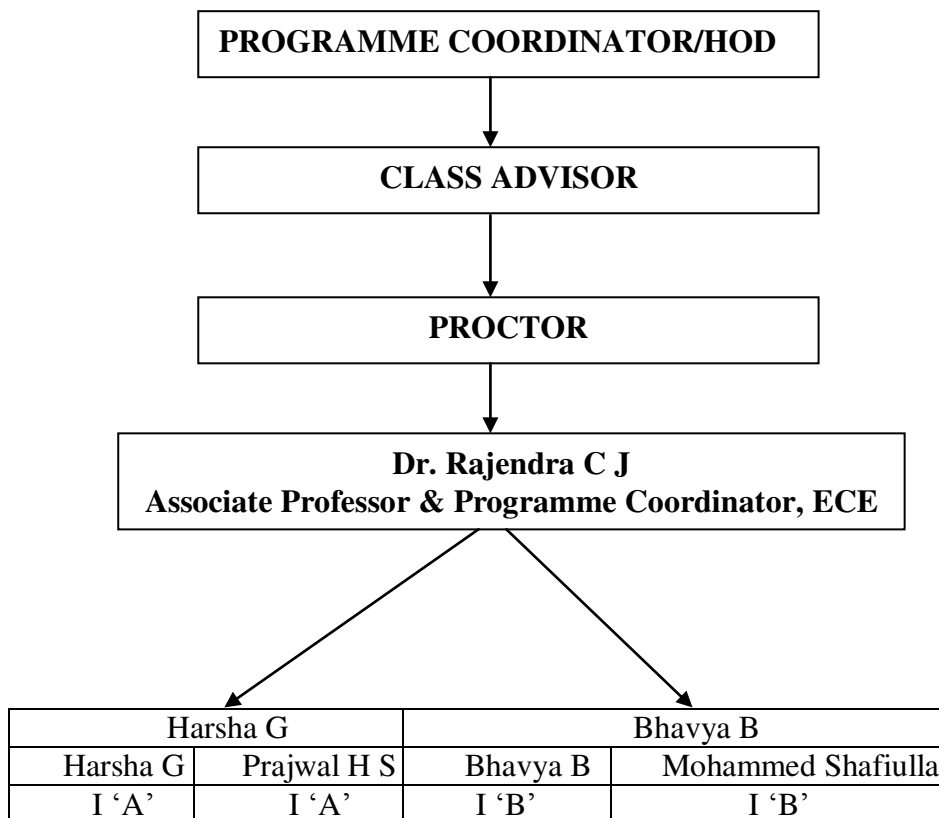 PROGRAMME COORDINATOR/HOD
CLASS ADVISOR
PROCTOR
Dr. Rajendra C J
Associate Professor & Programme Coordinator, ECE
Harsha G Bhavya B
Harsha G Prajwal H S Bhavya B Mohammed Shafiulla
I ‘A’ I ‘A’ I ‘B’ I ‘B’